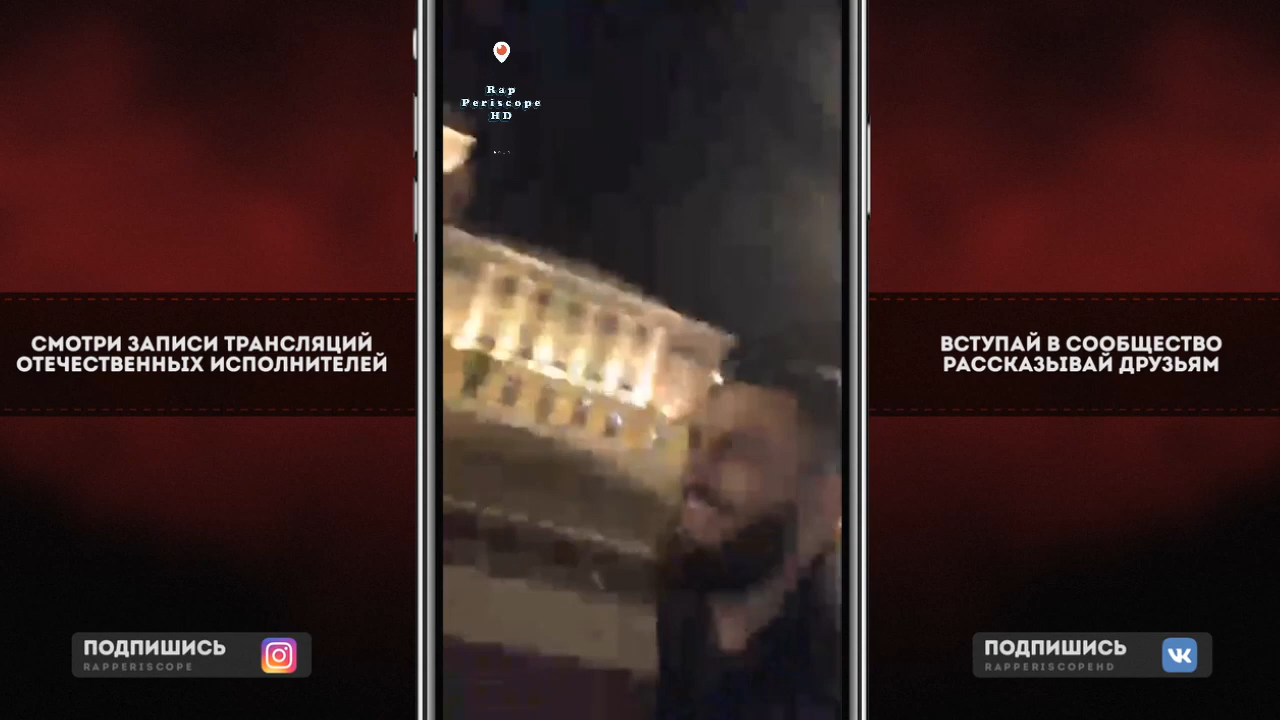 Rap
Periscope
HD
СМОТРИ ЗАПИСИ ТРАНСЛЯЦИЙ
ОТЕЧЕСТВЕННЫХ ИСПОЛНИТЕЛЕЙ
ВСТУПАЙ В СООБЩЕСТВО
РАССКАЗЫВАЙ ДРУЗЬЯМ
ПОДПИШИСЬ
RAPPERISCOPE
ПОДПИШИСЬ
RAPPERISCOPEHD